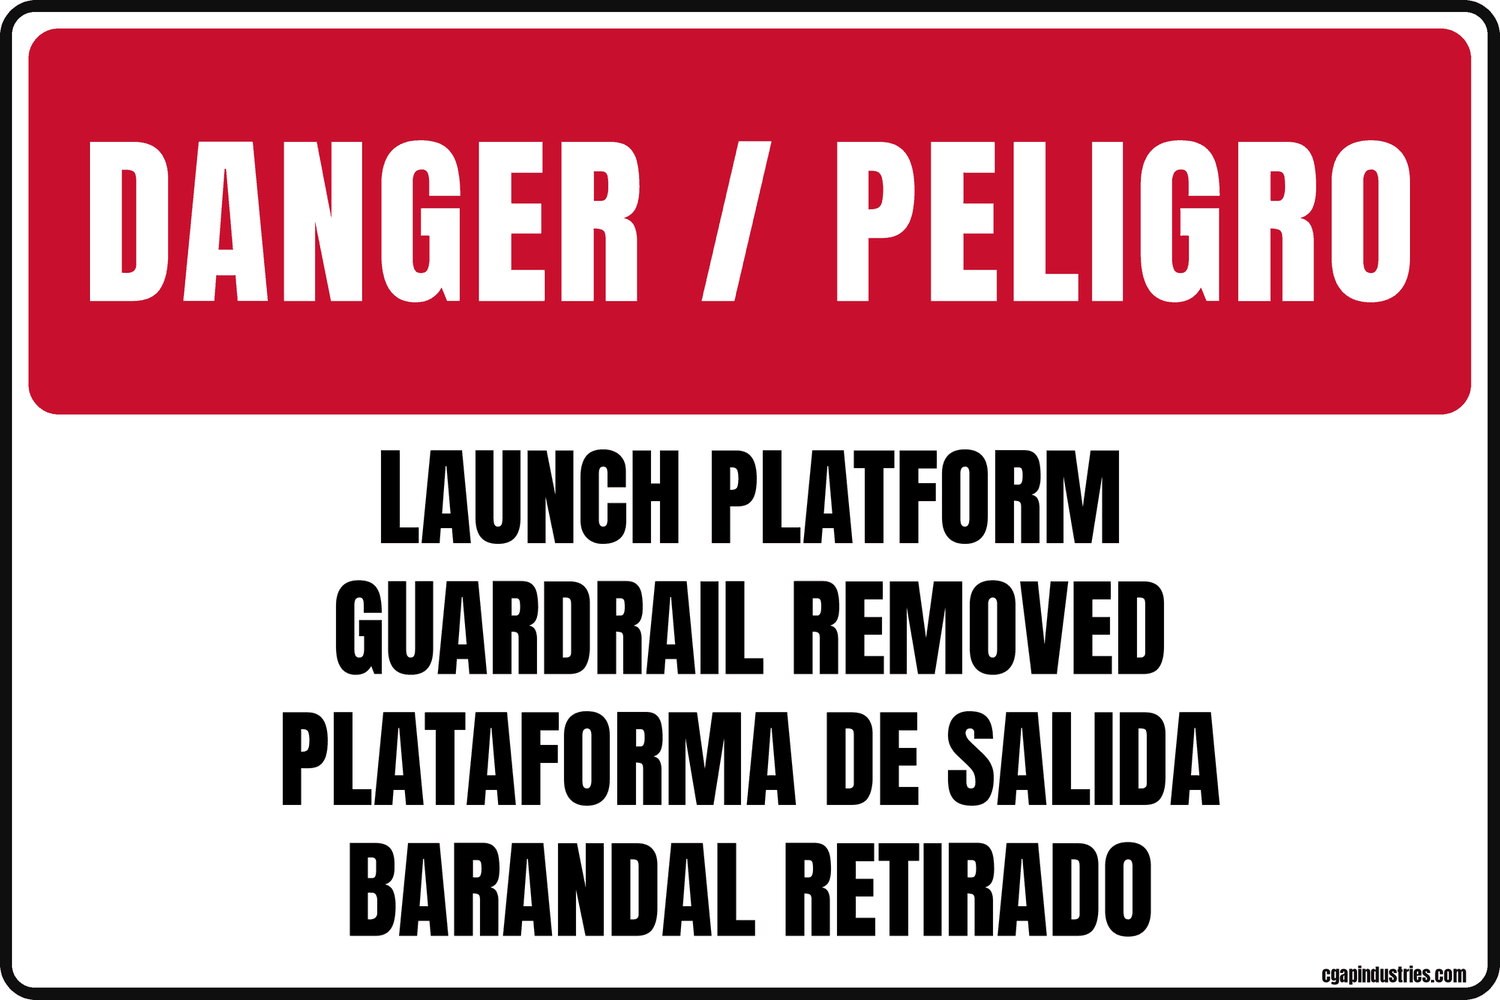 DANGER / PELIGRO
LAUNCH PLATFORM
GUARDRAIL REMOVED
PLATAFORMA DE SALIDA
BARANDAL RETIRADO
cgapindustries.com